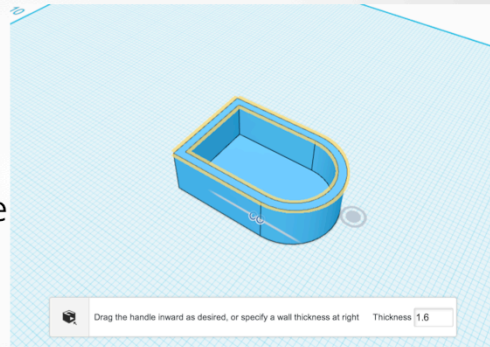 e
Drag the handle inward as desired, or specify a wall thickness at right Thickness 1.6